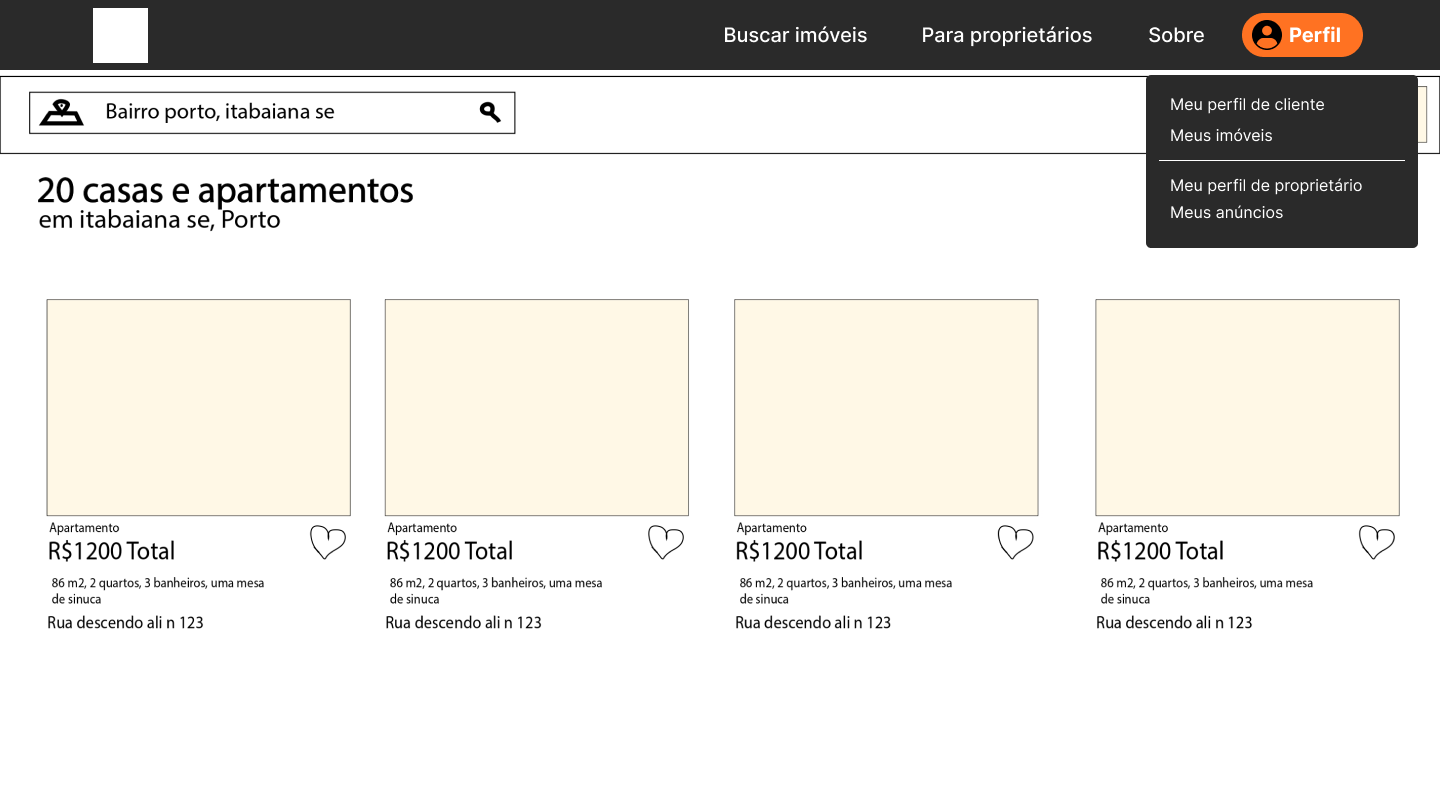 Buscar imóveis
Para proprietários
Sobre
Perfil
Bairro porto, itabaiana se
Meu perfil de cliente
Meus imóveis
Meu perfil de proprietário
Meus anúncios
20 casas e apartamentos
em itabaiana se, Porto
Apartamento
R$1200 Total
86 m2, 2 quartos, 3 banheiros, uma mesa
de sinuca
Rua descendo ali n 123
Apartamento
R$1200 Total
86 m2, 2 quartos, 3 banheiros, uma mesa
de sinuca
Rua descendo ali n 123
Apartamento
R$1200 Total
86 m2, 2 quartos, 3 banheiros, uma mesa
de sinuca
Rua descendo ali n 123
Apartamento
R$1200 Total
86 m2, 2 quartos, 3 banheiros, uma mesa
de sinuca
Rua descendo ali n 123